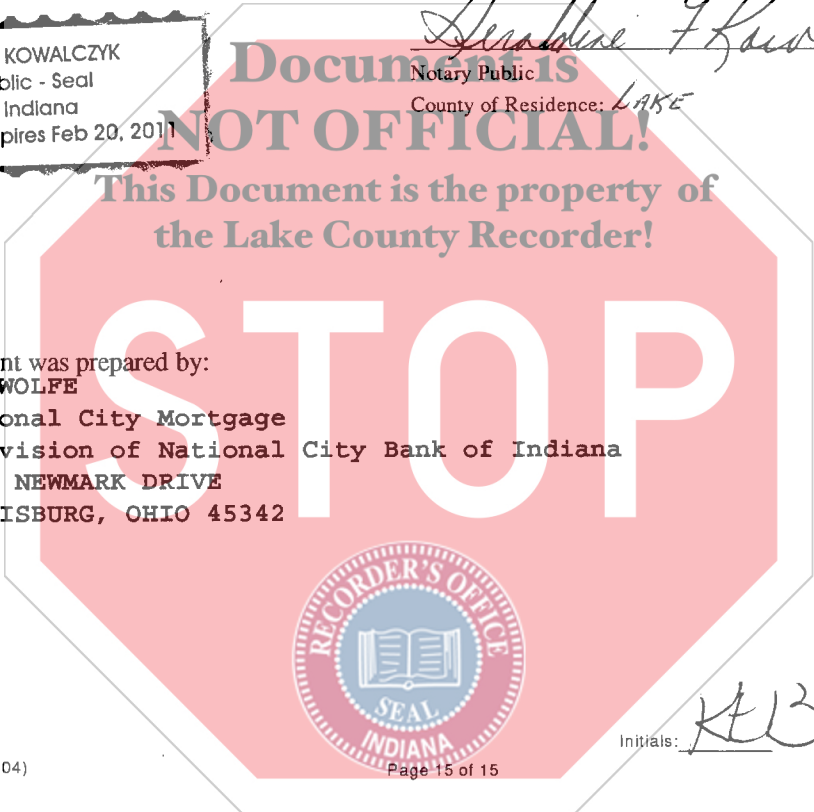 KOWALCZYK
blic - Seal
Indiana
pires Feb 20, 2011
Geraldine F Kow
Notary Public
County of Residence: LAKE
Document is
NOT OFFICIAL!
This Document is the property of
the Lake County Recorder!
STOP
nt was prepared by:
WOLFE
onal City Mortgage
vision of National City Bank of Indiana
NEWMARK DRIVE
ISBURG, OHIO 45342
RECORDER'S OFFICE
SEAL
INDIANA
Initials: KEB
04)
Page 15 of 15